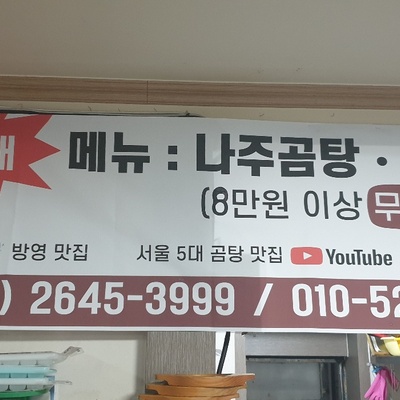 메뉴 : 나주곰탕 ·
(8만원 이상 무
방영 맛집 서울 5대 곰탕 맛집 YouTube
) 2645-3999 / 010-52